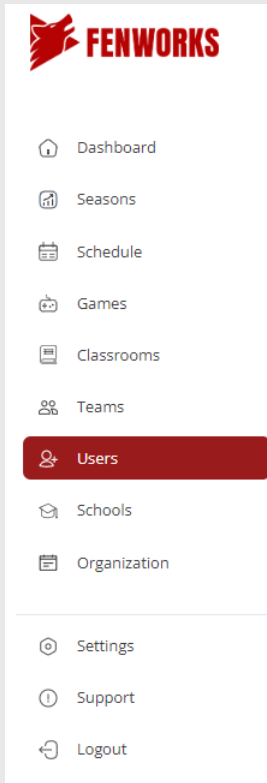 FENWORKS
Dashboard
Seasons
Schedule
Games
Classrooms
Teams
Users
Schools
Organization
Settings
Support
Logout